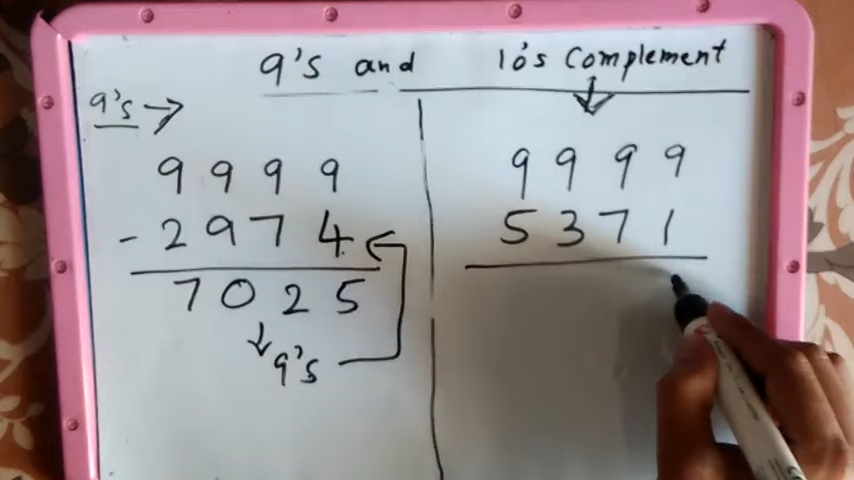 9's and 10's Complement
9's →
9 9 9 9
- 2 9 7 4
7 0 2 5
↓ 9's
9 9 9 9
5 3 7 1